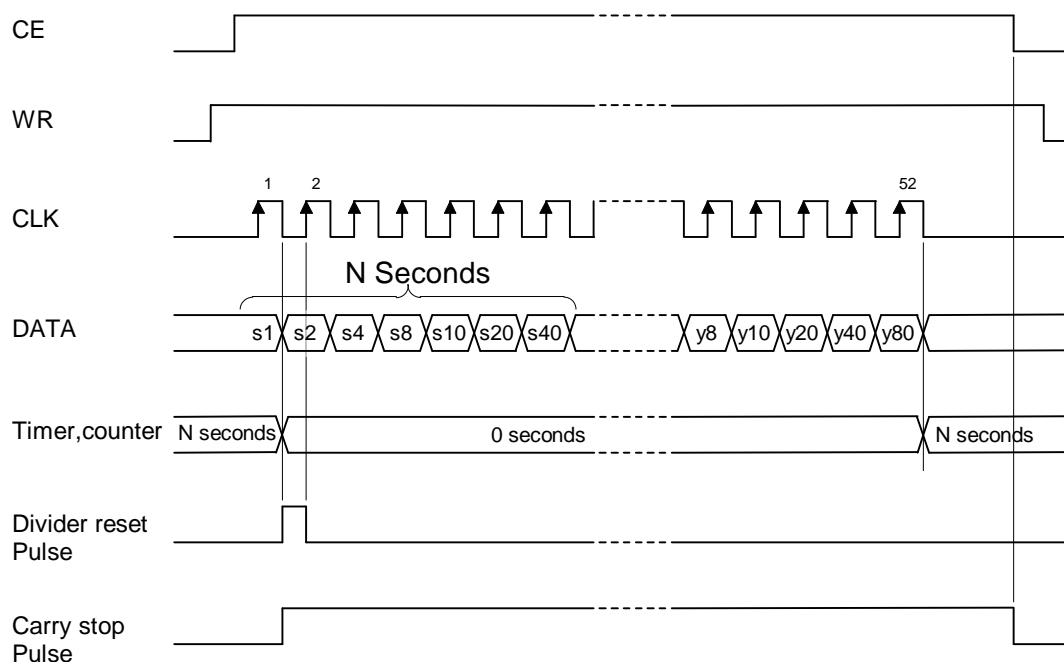 CE
WR
1 2 52
CLK
N Seconds
DATA s1 s2 s4 s8 s10 s20 s40 y8 y10 y20 y40 y80
Timer,counter N seconds 0 seconds N seconds
Divider reset
Pulse
Carry stop
Pulse